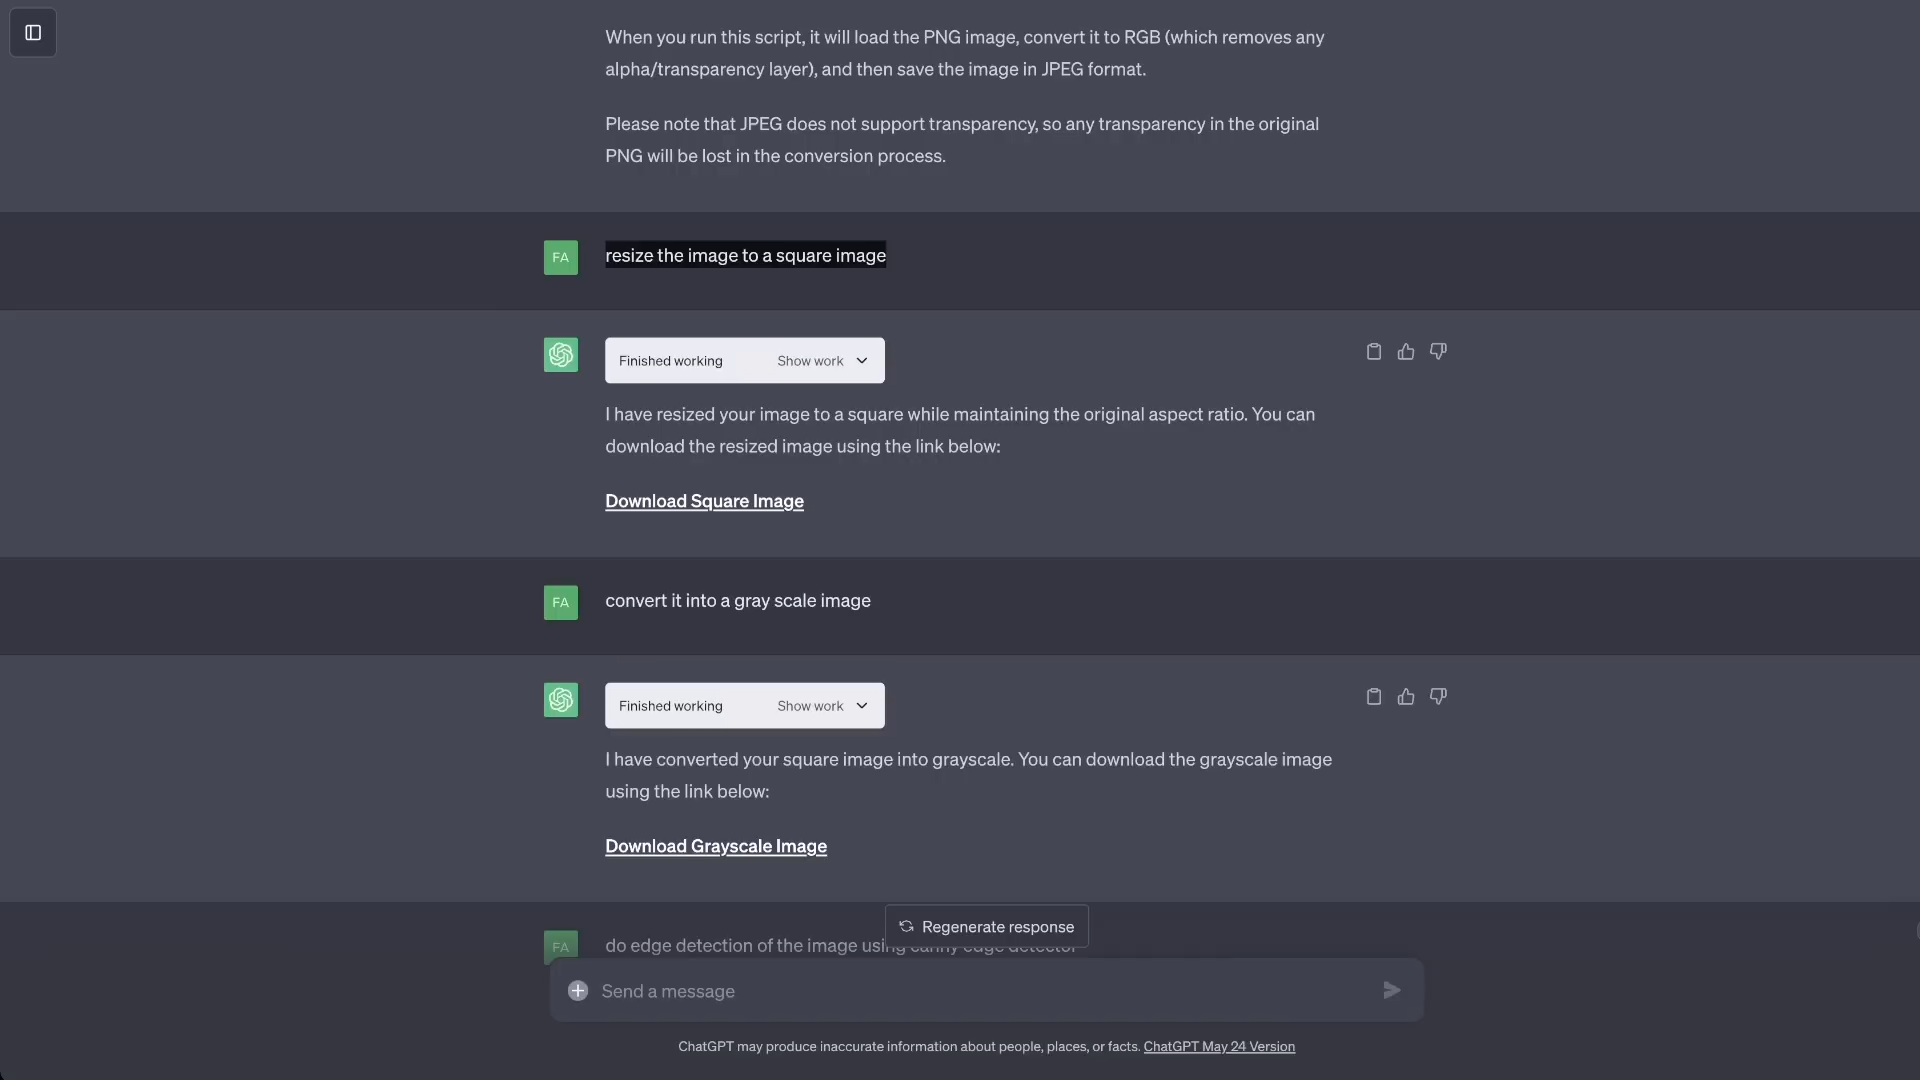 When you run this script, it will load the PNG image, convert it to RGB (which removes any
alpha/transparency layer), and then save the image in JPEG format.
Please note that JPEG does not support transparency, so any transparency in the original
PNG will be lost in the conversion process.
FA
resize the image to a square image
Finished working Show work
I have resized your image to a square while maintaining the original aspect ratio. You can
download the resized image using the link below:
Download Square Image
FA
convert it into a gray scale image
Finished working Show work
I have converted your square image into grayscale. You can download the grayscale image
using the link below:
Download Grayscale Image
Regenerate response
FA
do edge detection of the image using canny edge detector
Send a message
ChatGPT may produce inaccurate information about people, places, or facts. ChatGPT May 24 Version